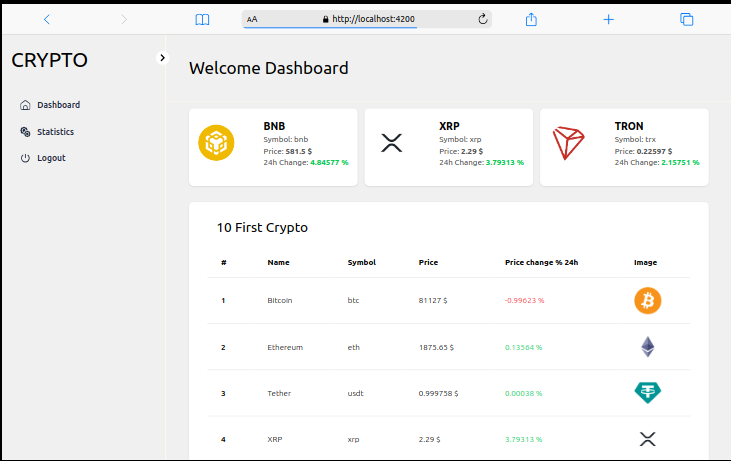 AA http://localhost:4200
CRYPTO
Dashboard
Statistics
Logout
Welcome Dashboard
BNB
Symbol: bnb
Price: 581.5 $
24h Change: 4.84577 %
XRP
Symbol: xrp
Price: 2.29 $
24h Change: 3.79313 %
TRON
Symbol: trx
Price: 0.22597 $
24h Change: 2.15751 %
10 First Crypto
# Name Symbol Price Price change % 24h Image
1 Bitcoin btc 81127 $ -0.99623 %
2 Ethereum eth 1875.65 $ 0.13564 %
3 Tether usdt 0.999758 $ 0.00038 %
4 XRP xrp 2.29 $ 3.79313 %